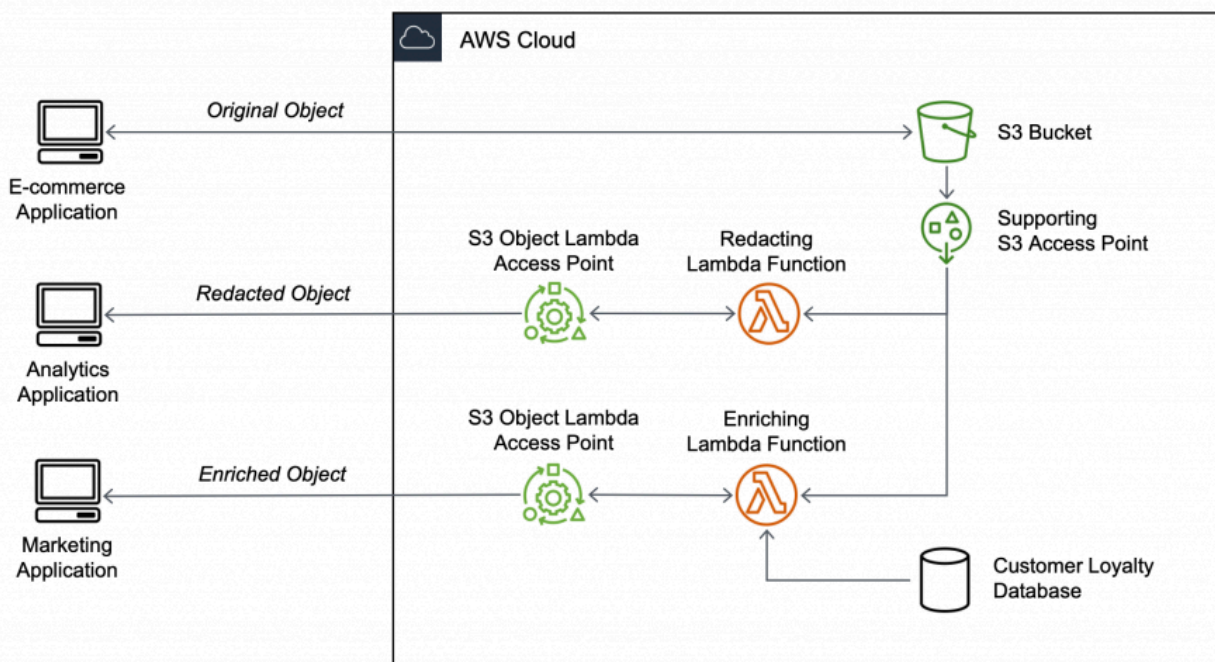 AWS Cloud
Original Object
S3 Bucket
E-commerce
Application
Supporting
S3 Access Point
S3 Object Lambda
Access Point
Redacting
Lambda Function
Redacted Object
Analytics
Application
S3 Object Lambda
Access Point
Enriching
Lambda Function
Enriched Object
Marketing
Application
Customer Loyalty
Database